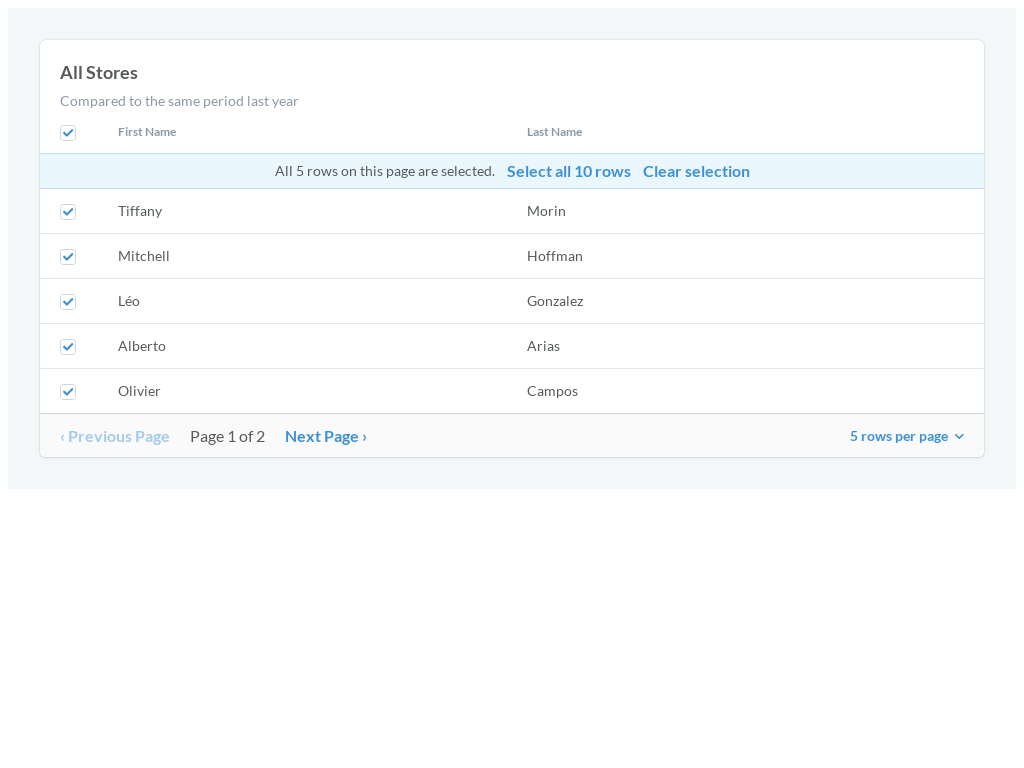 All Stores
Compared to the same period last year
First Name Last Name
All 5 rows on this page are selected. Select all 10 rows Clear selection
Tiffany Morin
Mitchell Hoffman
Léo Gonzalez
Alberto Arias
Olivier Campos
‹ Previous Page Page 1 of 2 Next Page › 5 rows per page